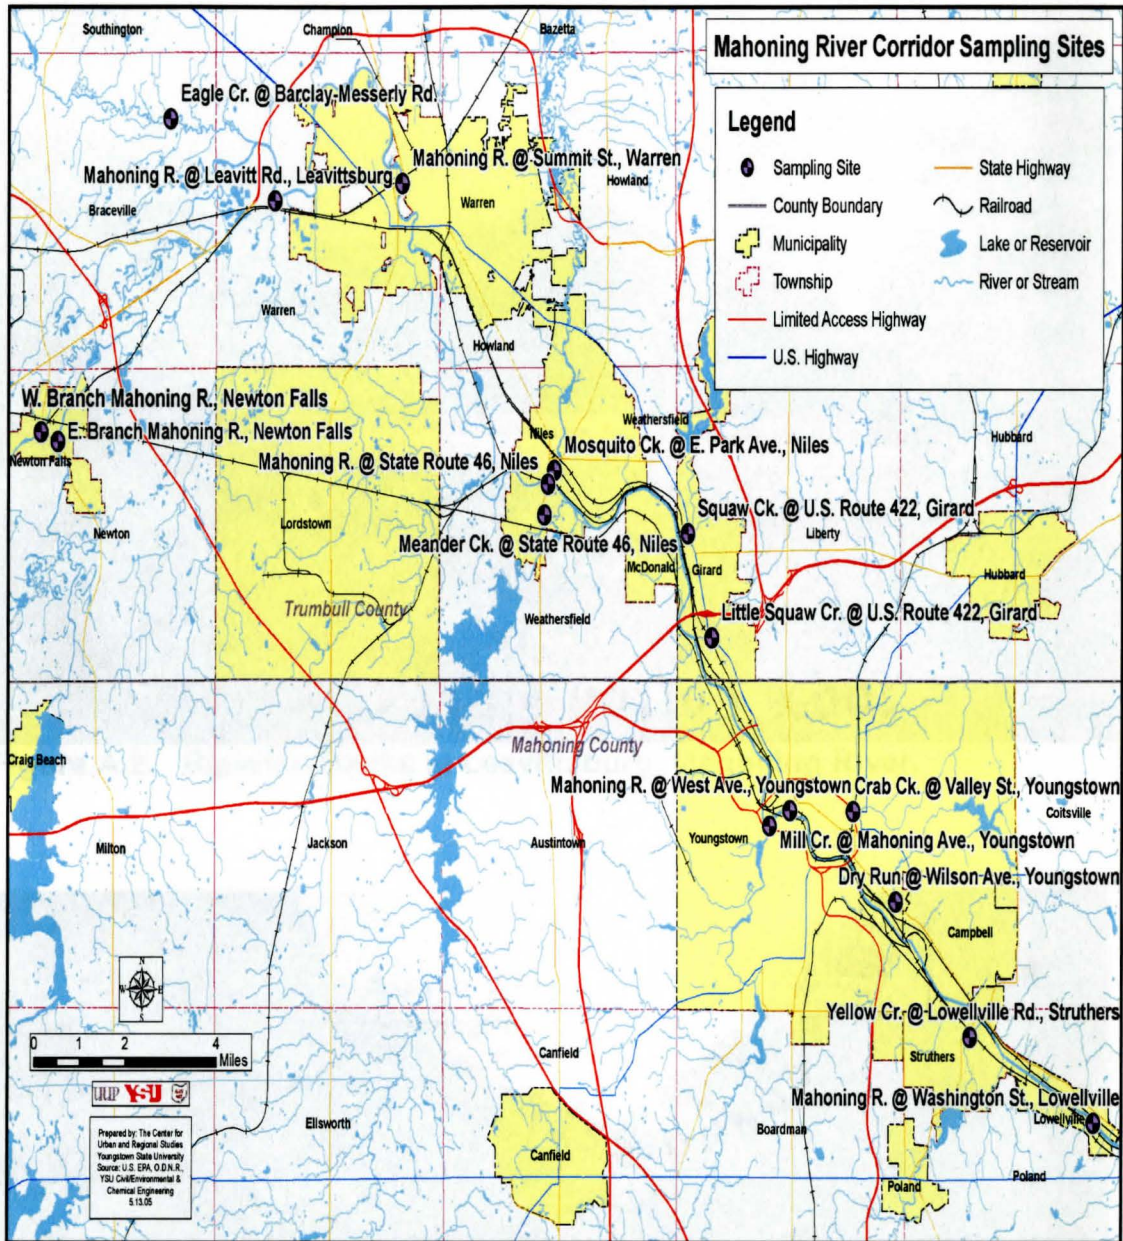 Mahoning River Corridor Sampling Sites
Legend
Sampling Site
County Boundary
Municipality
Township
Limited Access Highway
U.S. Highway
State Highway
Railroad
Lake or Reservoir
River or Stream
Southington
Champion
Bazetta
Eagle Cr. @ Barclay-Messerly Rd.
Mahoning R. @ Summit St., Warren
Mahoning R. @ Leavitt Rd., Leavittsburg
Howland
Braceville
Warren
Warren
Howland
W. Branch Mahoning R., Newton Falls
E. Branch Mahoning R., Newton Falls
Newton Falls
Weathersfield
Niles
Hubbard
Mosquito Ck. @ E. Park Ave., Niles
Mahoning R. @ State Route 46, Niles
Squaw Ck. @ U.S. Route 422, Girard
Lordstown
Newton
Liberty
Meander Ck. @ State Route 46, Niles
McDonald
Girard
Hubbard
Trumbull County
Weathersfield
Little Squaw Cr. @ U.S. Route 422, Girard
Mahoning County
Craig Beach
Mahoning R. @ West Ave., Youngstown
Crab Ck. @ Valley St., Youngstown
Coitsville
Milton
Jackson
Austintown
Youngstown
Mill Cr. @ Mahoning Ave., Youngstown
Dry Run @ Wilson Ave., Youngstown
Campbell
Yellow Cr. @ Lowellville Rd., Struthers
Struthers
Canfield
Mahoning R. @ Washington St., Lowellville
Lowellville
Ellsworth
Boardman
Canfield
Poland
Poland
N
W
E
S
0 1 2 4
Miles
UUP YSU
Prepared by: The Center for
Urban and Regional Studies
Youngstown State University
Source: U.S. EPA, O.D.N.R.,
YSU Civil/Environmental &
Chemical Engineering
5.13.05